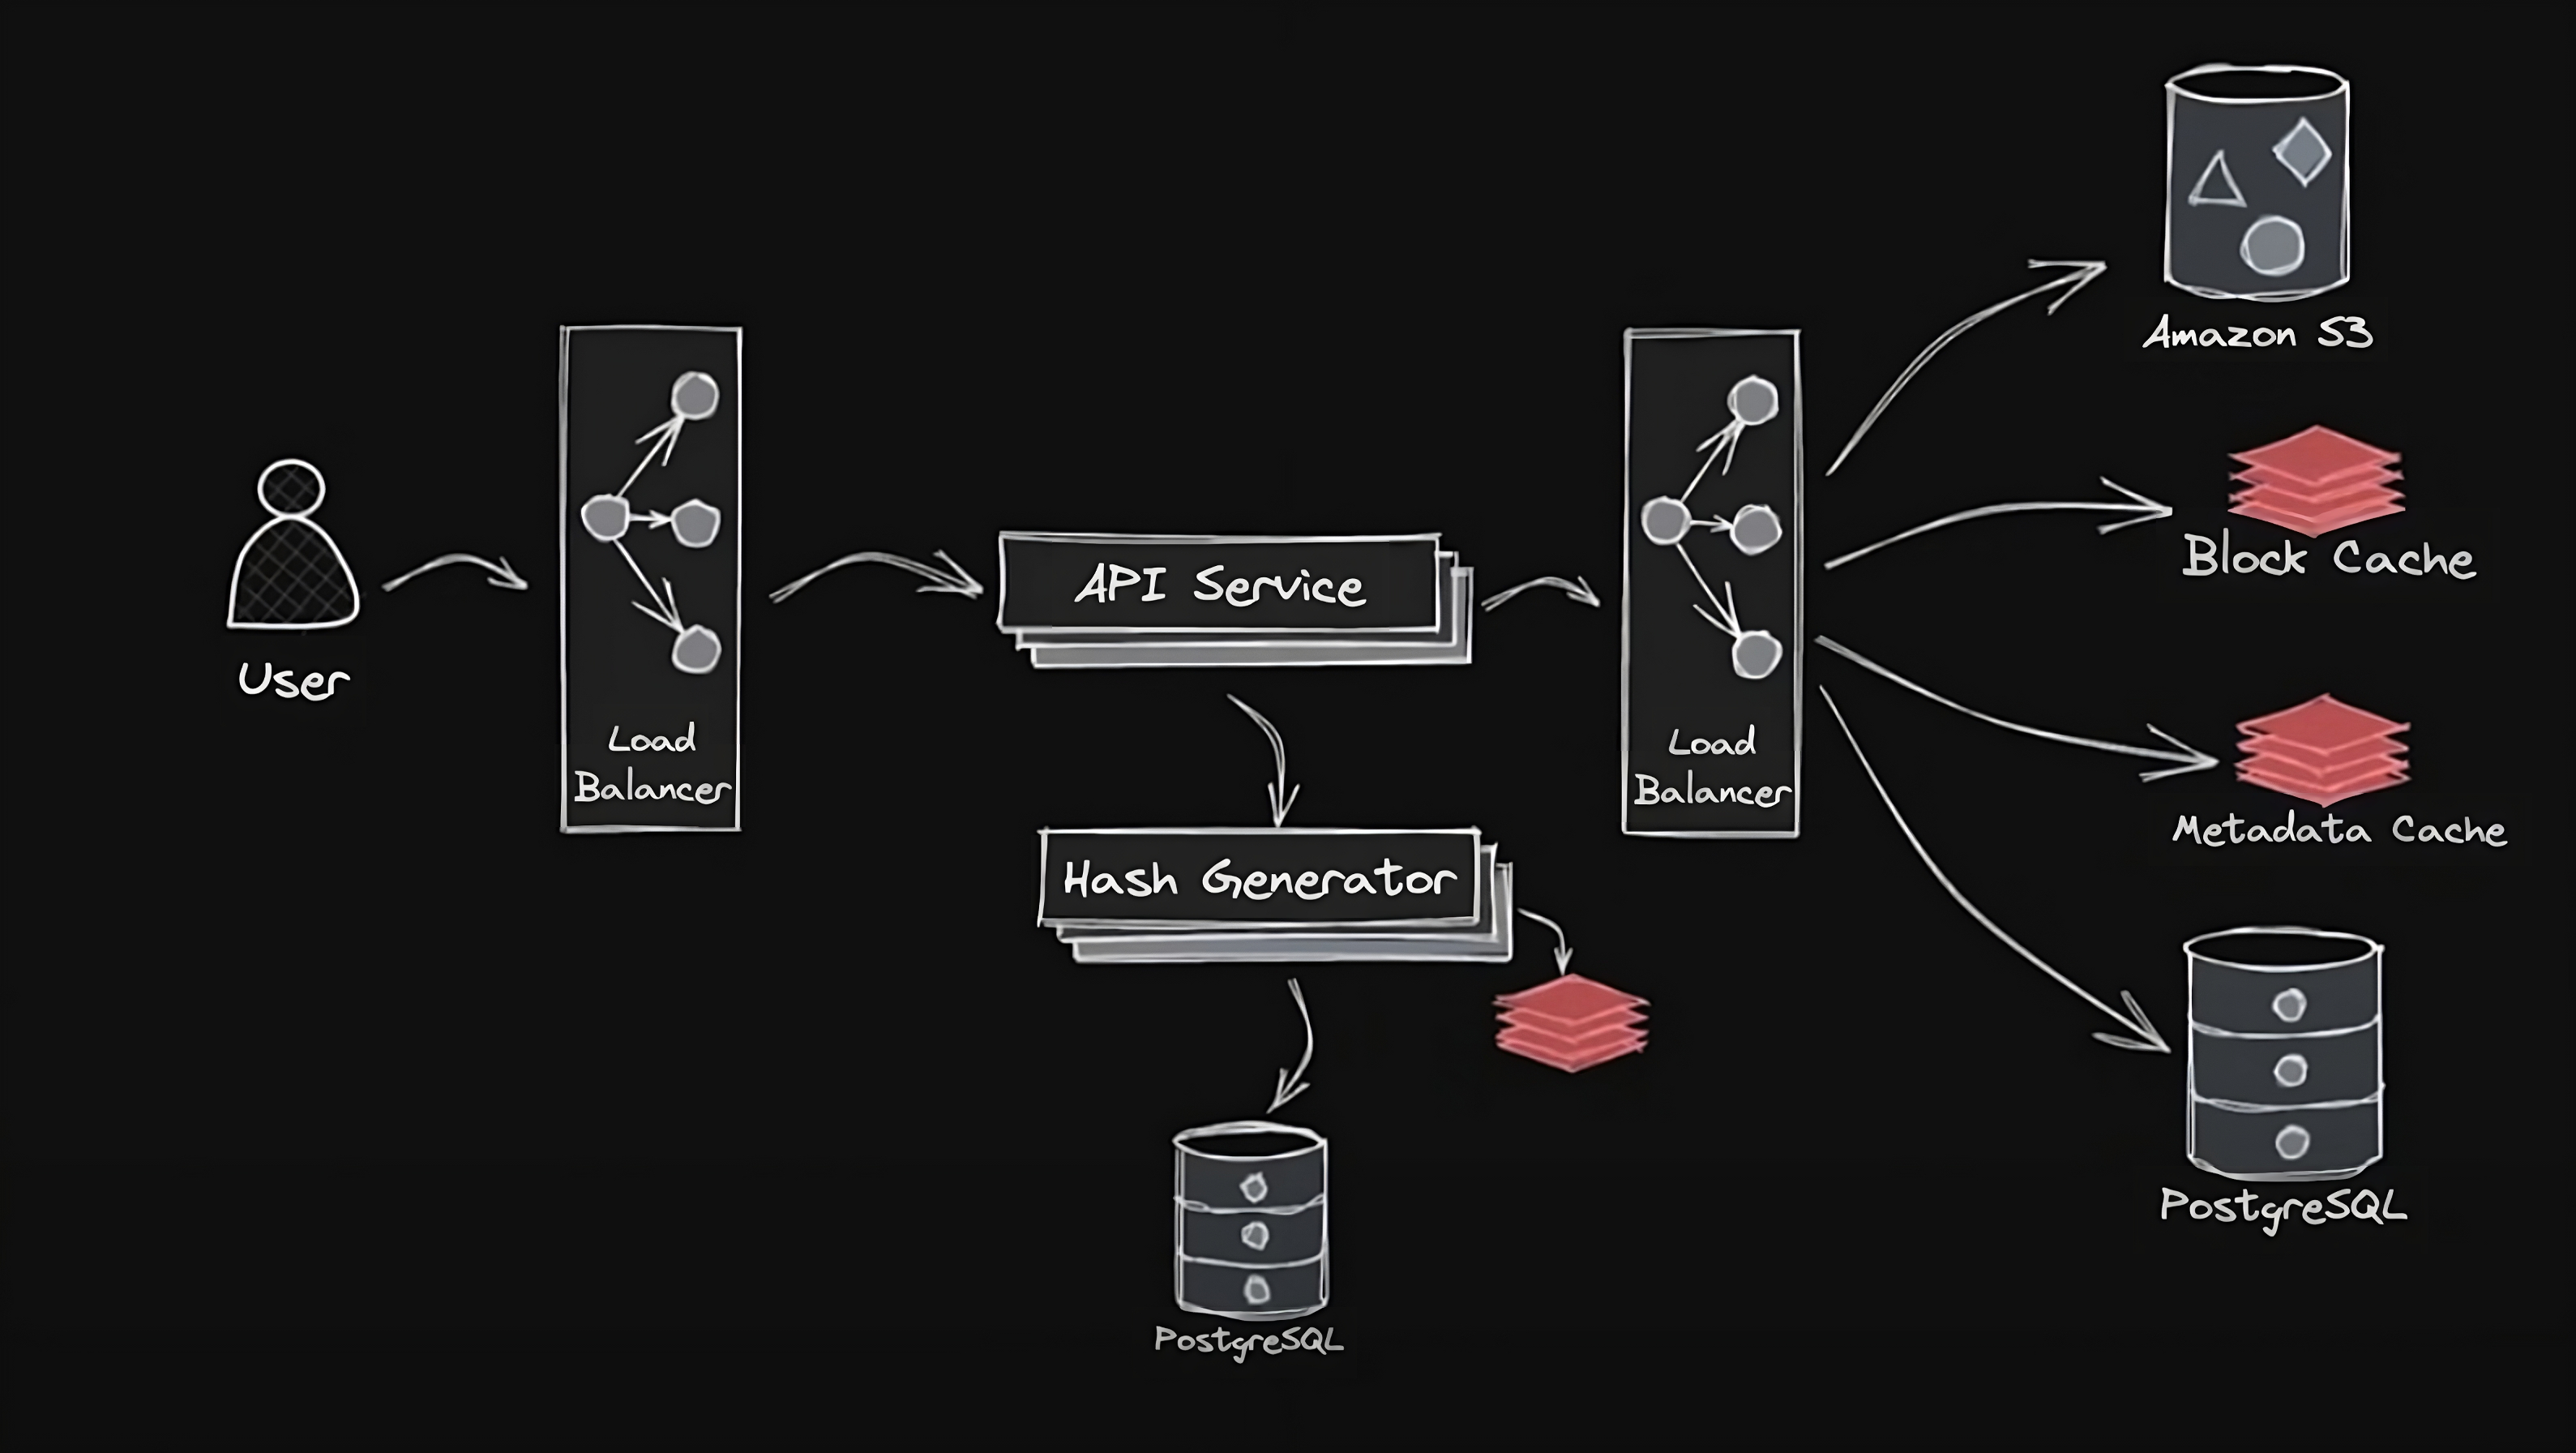 User
Load
Balancer
API Service
Hash Generator
PostgreSQL
Load
Balancer
Amazon S3
Block Cache
Metadata Cache
PostgreSQL